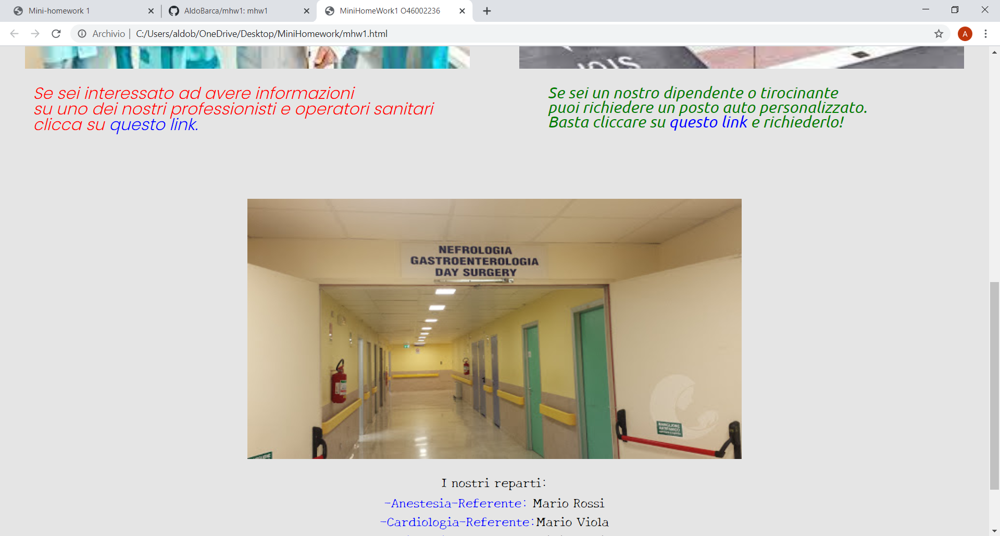 Mini-homework 1
AldoBarca/mhw1: mhw1
MiniHomeWork1 O46002236
Archivio
C:/Users/aldob/OneDrive/Desktop/MiniHomework/mhw1.html
A
Se sei interessato ad avere informazioni
su uno dei nostri professionisti e operatori sanitari
clicca su questo link.
Se sei un nostro dipendente o tirocinante
puoi richiedere un posto auto personalizzato.
Basta cliccare su questo link e richiederlo!
NEFROLOGIA
GASTROENTEROLOGIA
DAY SURGERY
MANIGLIONE
ANTIPANICO
I nostri reparti:
-Anestesia-Referente: Mario Rossi
-Cardiologia-Referente:Mario Viola